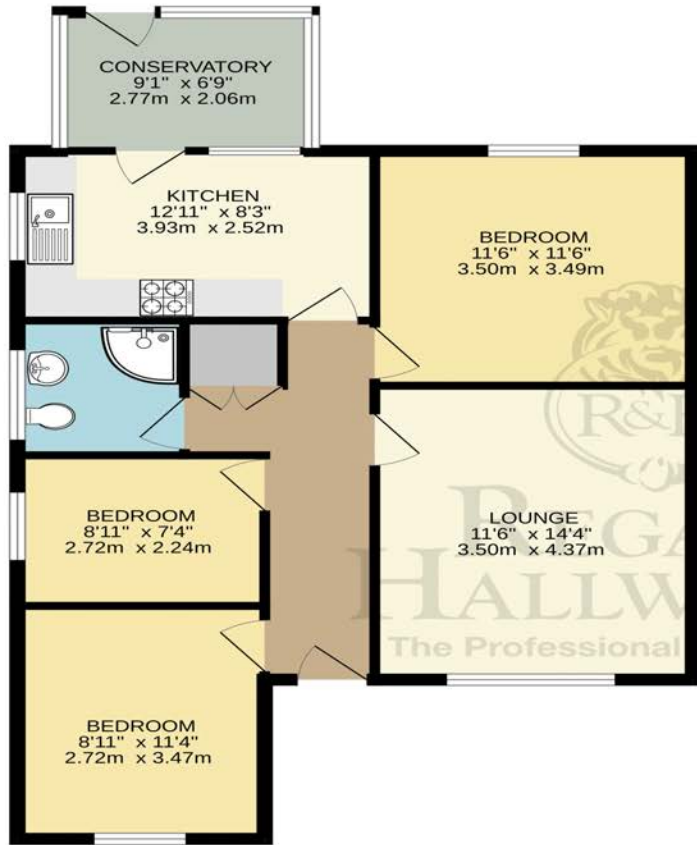 CONSERVATORY
9'1" x 6'9"
2.77m x 2.06m
KITCHEN
12'11" x 8'3"
3.93m x 2.52m
BEDROOM
11'6" x 11'6"
3.50m x 3.49m
BEDROOM
8'11" x 7'4"
2.72m x 2.24m
LOUNGE
11'6" x 14'4"
3.50m x 4.37m
BEDROOM
8'11" x 11'4"
2.72m x 3.47m
The Professional